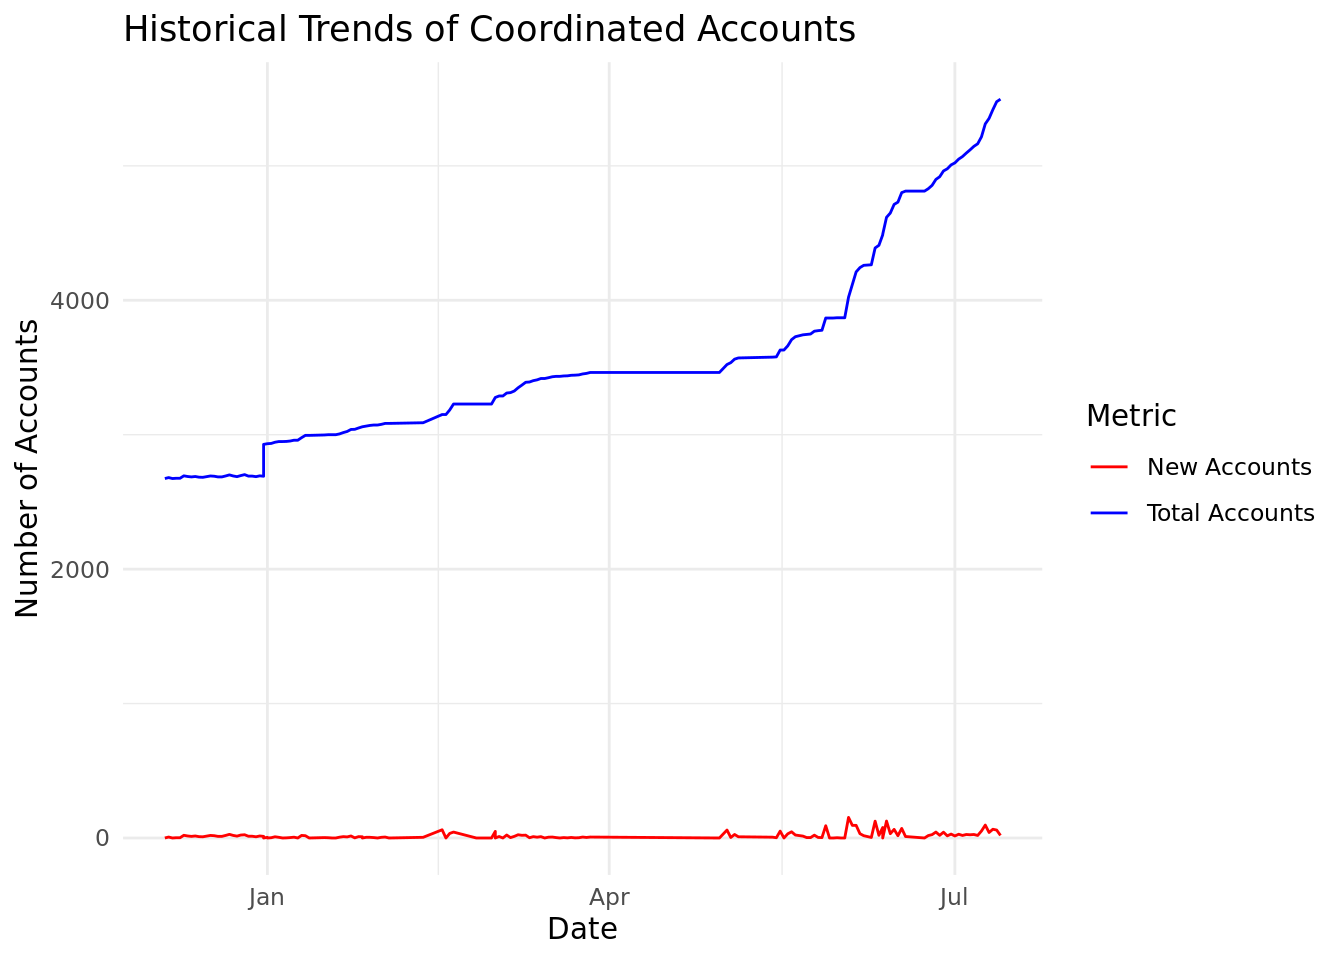 Historical Trends of Coordinated Accounts
Number of Accounts
4000
2000
0
Jan
Apr
Jul
Date
Metric
New Accounts
Total Accounts